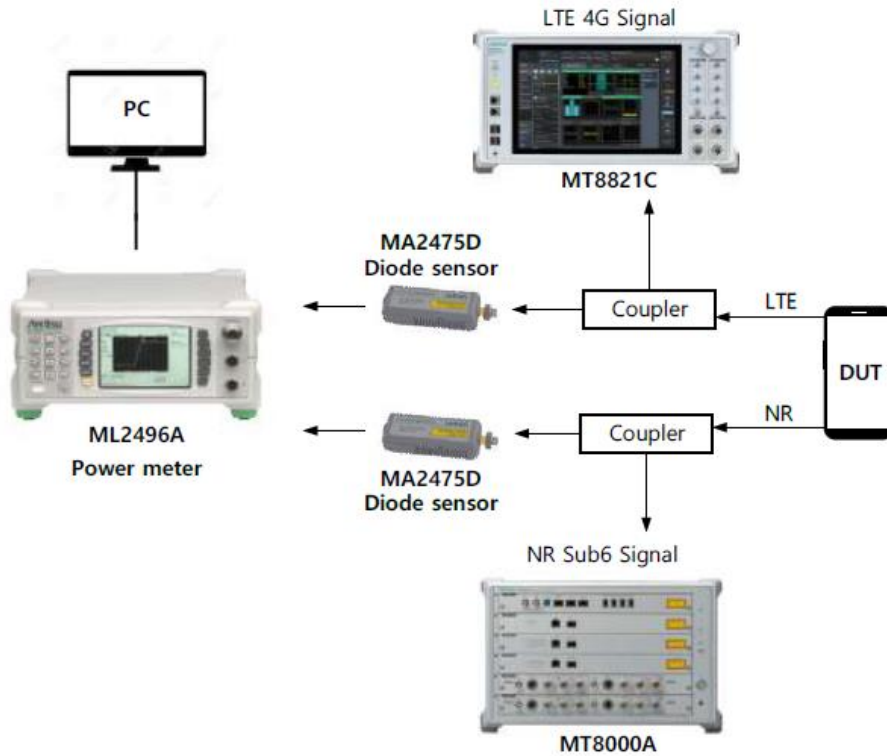 LTE 4G Signal
PC
MT8821C
MA2475D
Diode sensor
Coupler
LTE
DUT
Anritsu
ML2496A
Power meter
Coupler
NR
MA2475D
Diode sensor
NR Sub6 Signal
MT8000A